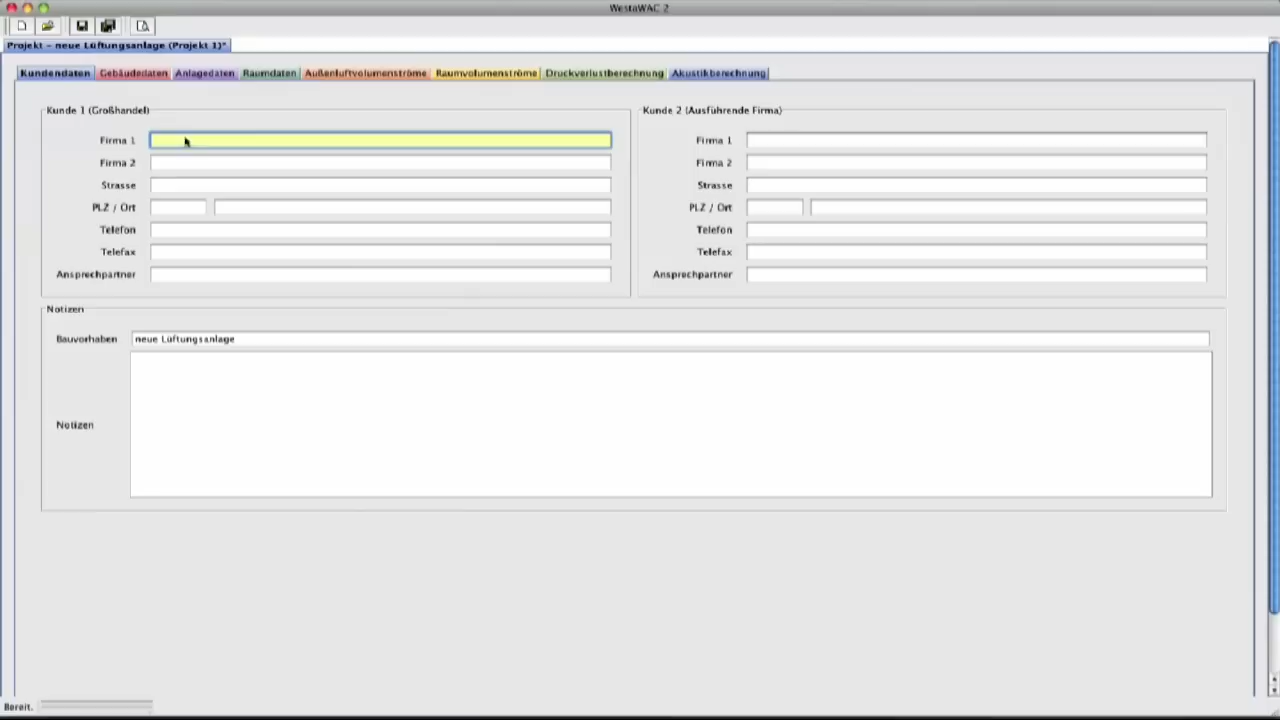 WestaWAC 2
Projekt - neue Lüftungsanlage (Projekt 1)*
Kundendaten Gebäudedaten Anlagedaten Raumdaten Außenluftvolumenströme Raumvolumenströme Druckverlustberechnung Akustikberechnung
Kunde 1 (Großhandel)
Firma 1
Firma 2
Strasse
PLZ / Ort
Telefon
Telefax
Ansprechpartner
Kunde 2 (Ausführende Firma)
Firma 1
Firma 2
Strasse
PLZ / Ort
Telefon
Telefax
Ansprechpartner
Notizen
Bauvorhaben neue Lüftungsanlage
Notizen
Bereit.